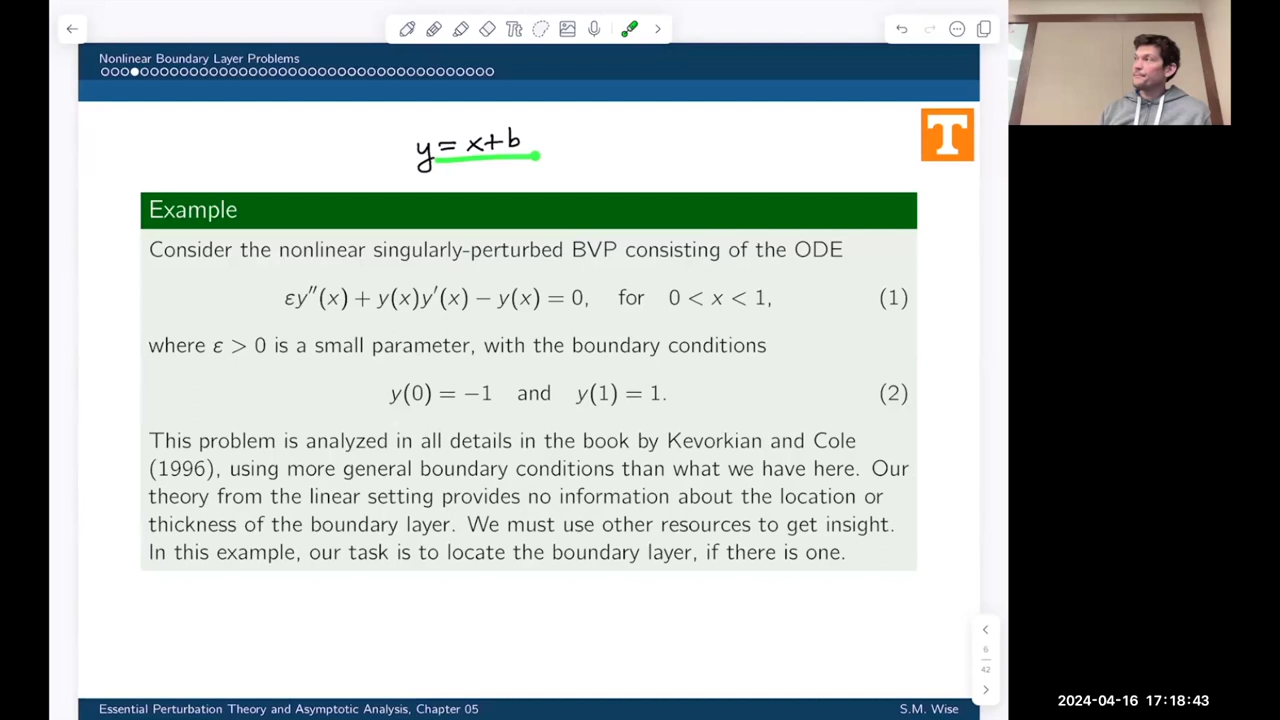 Nonlinear Boundary Layer Problems
y = x+b
T
Example
Consider the nonlinear singularly-perturbed BVP consisting of the ODE
εy″(x) + y(x)y′(x) − y(x) = 0, for 0 < x < 1, (1)
where ε > 0 is a small parameter, with the boundary conditions
y(0) = −1 and y(1) = 1. (2)
This problem is analyzed in all details in the book by Kevorkian and Cole
(1996), using more general boundary conditions than what we have here. Our
theory from the linear setting provides no information about the location or
thickness of the boundary layer. We must use other resources to get insight.
In this example, our task is to locate the boundary layer, if there is one.
6
42
Essential Perturbation Theory and Asymptotic Analysis, Chapter 05 S.M. Wise
2024-04-16 17:18:43